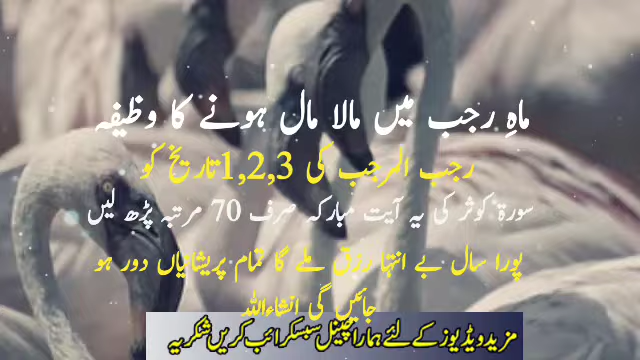 ماہِ رجب میں مالا مال ہونے کا وظیفہ
رجب المرجب کی 1,2,3 تاریخ کو
سورۃ کوثر کی یہ آیت مبارکہ صرف 70 مرتبہ پڑھ لیں
پورا سال بے انتہا رزق ملے گا تمام پریشانیاں دور ہو
جائیں گی انشاءاللہ
مزید ویڈیوز کے لئے ہمارا چینل سبسکرائب کریں شکریہ